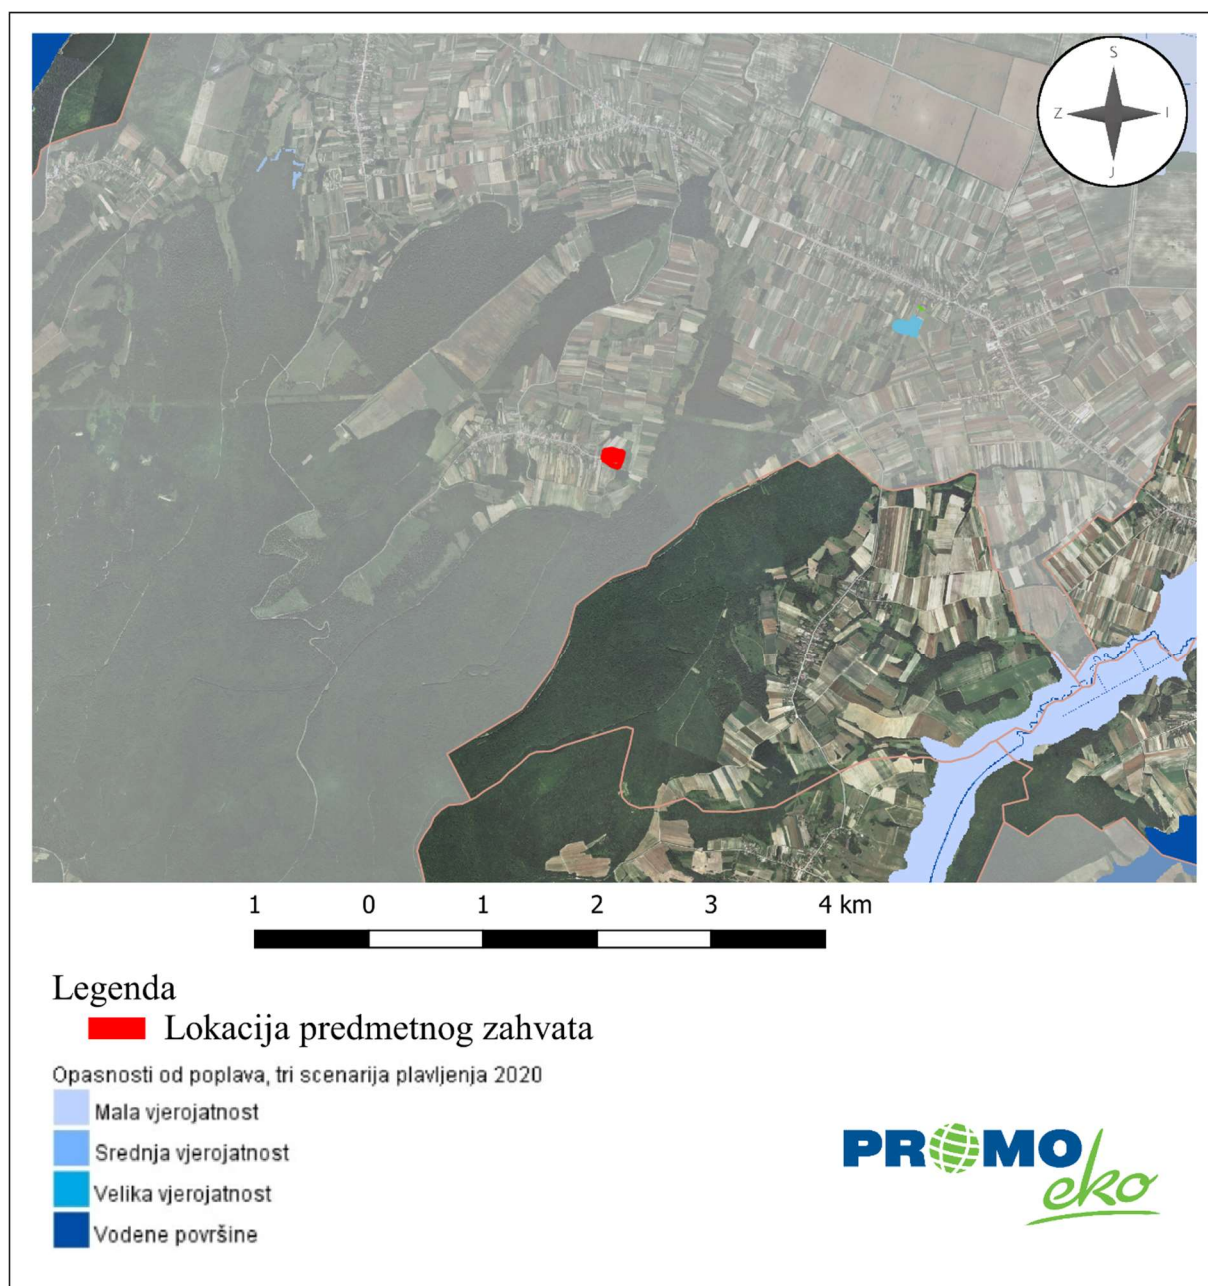 S
Z I
J
1 0 1 2 3 4 km
Legenda
Lokacija predmetnog zahvata
Opasnosti od poplava, tri scenarija plavljenja 2020
Mala vjerojatnost
Srednja vjerojatnost
Velika vjerojatnost
Vodene površine
PROMO
eko